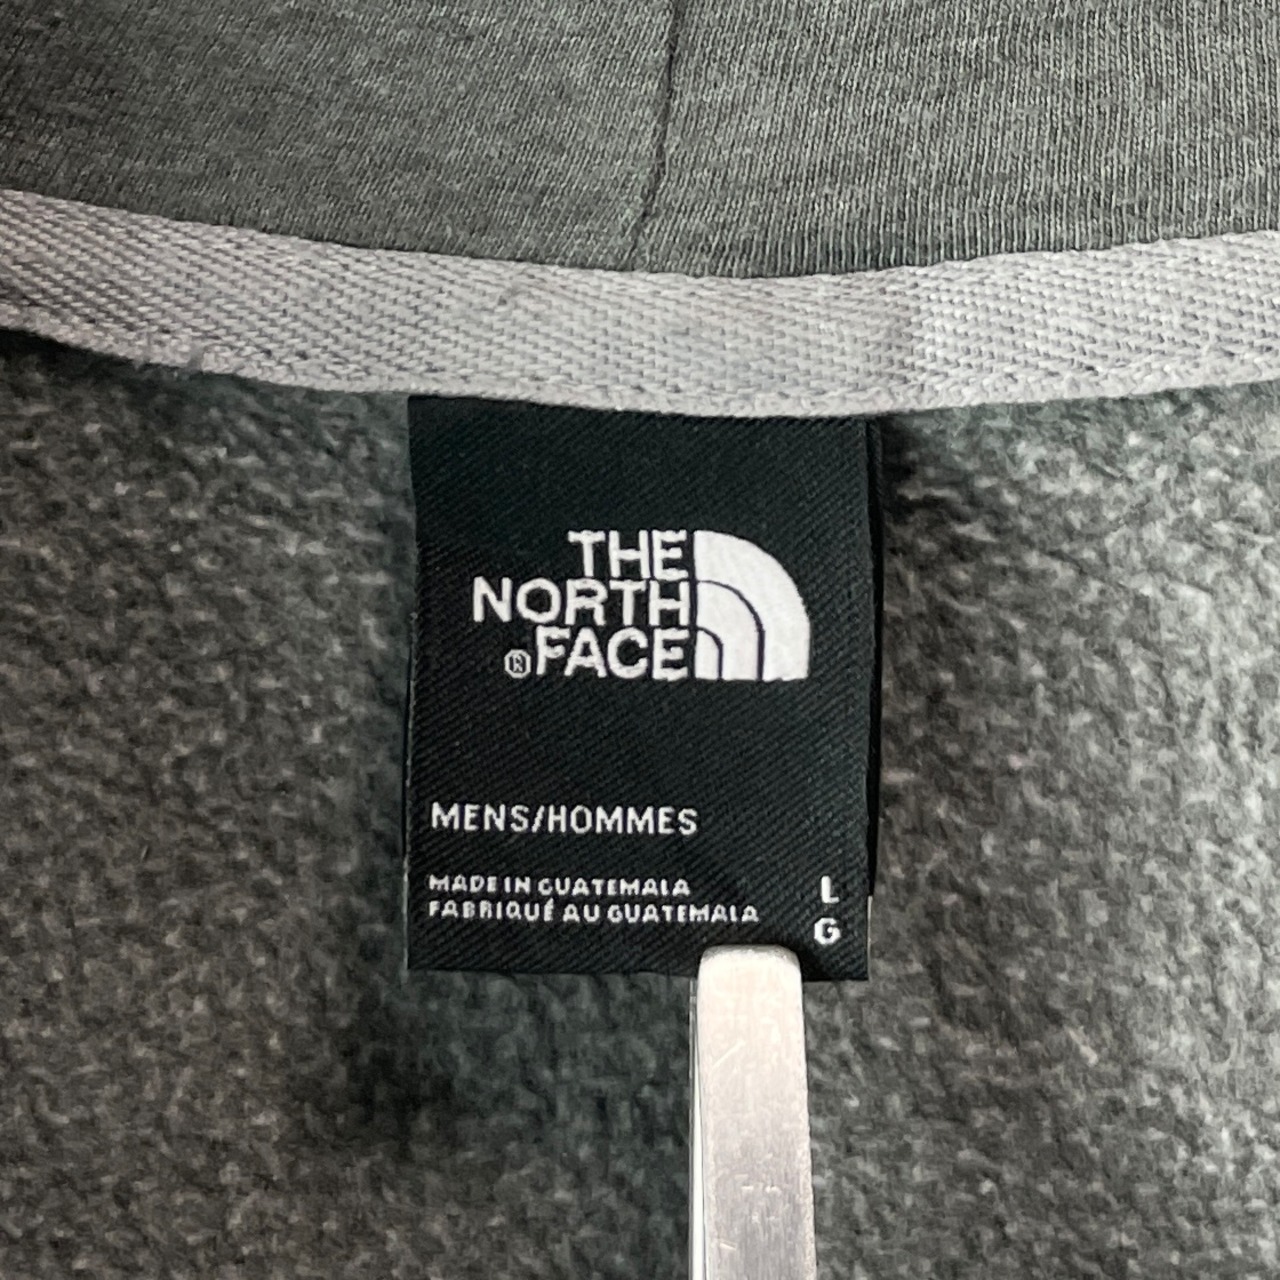 THE
NORTH
®FACE
MENS/HOMMES
MADE IN GUATEMALA
FABRIQUÉ AU GUATEMALA
L
G